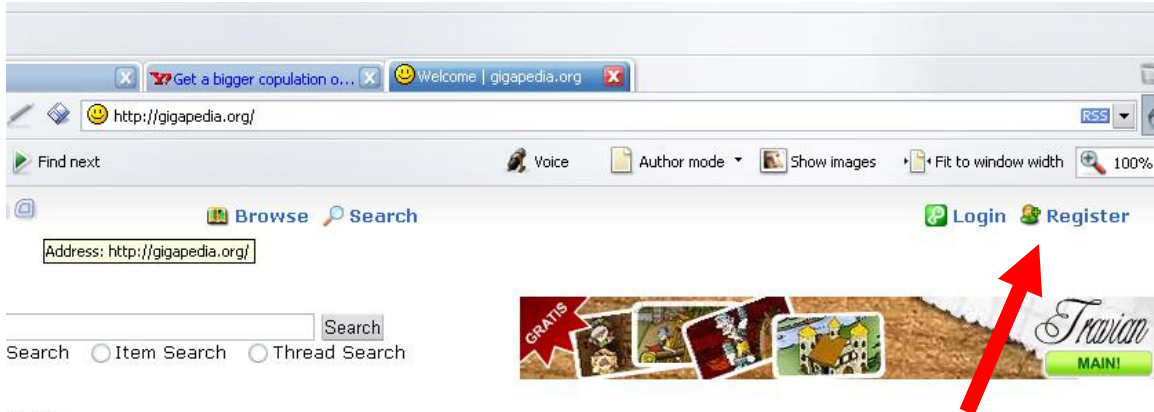 Get a bigger copulation o... Welcome | gigapedia.org
http://gigapedia.org/ RSS
Find next Voice Author mode Show images Fit to window width 100%
Browse Search Login Register
Address: http://gigapedia.org/
GRATIS
Search
Travian
Search Item Search Thread Search
MAIN!